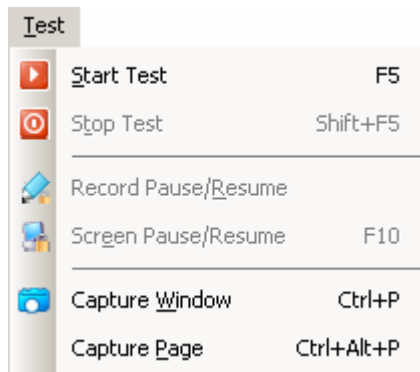 Test
Start Test F5
Stop Test Shift+F5
Record Pause/Resume
Screen Pause/Resume F10
Capture Window Ctrl+P
Capture Page Ctrl+Alt+P